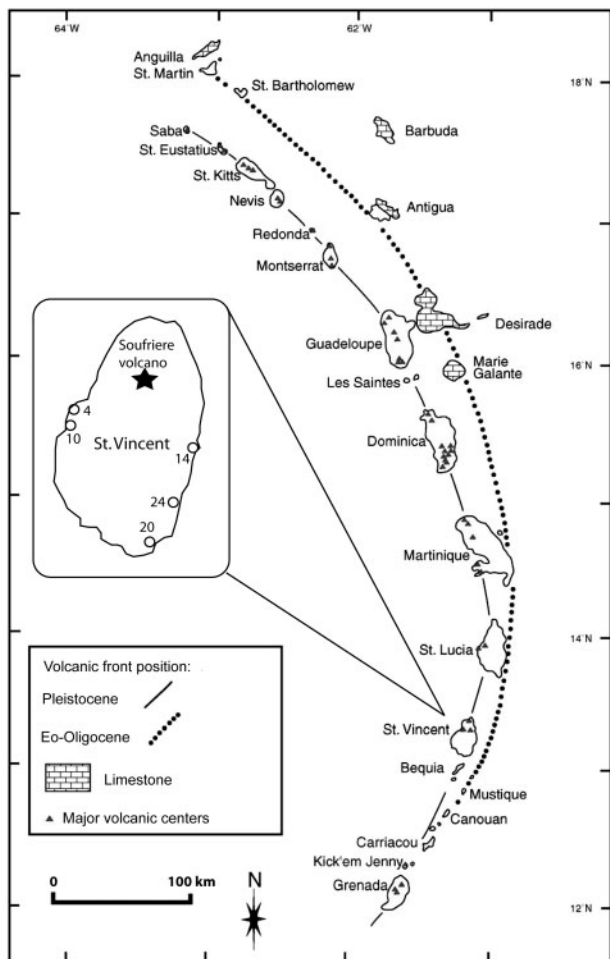 64°W
62°W
Anguilla
St. Martin
St. Bartholomew
18°N
Saba
Barbuda
St. Eustatius
St. Kitts
Nevis
Antigua
Redonda
Montserrat
Desirade
Guadeloupe
Marie
Galante
16°N
Les Saintes
Dominica
Soufriere
volcano
4
10
St. Vincent
14
24
20
Martinique
14°N
St. Lucia
St. Vincent
Bequia
Mustique
Canouan
Carriacou
Kick'em Jenny
Grenada
12°N
Volcanic front position:
Pleistocene
Eo-Oligocene
Limestone
Major volcanic centers
0
100 km
N